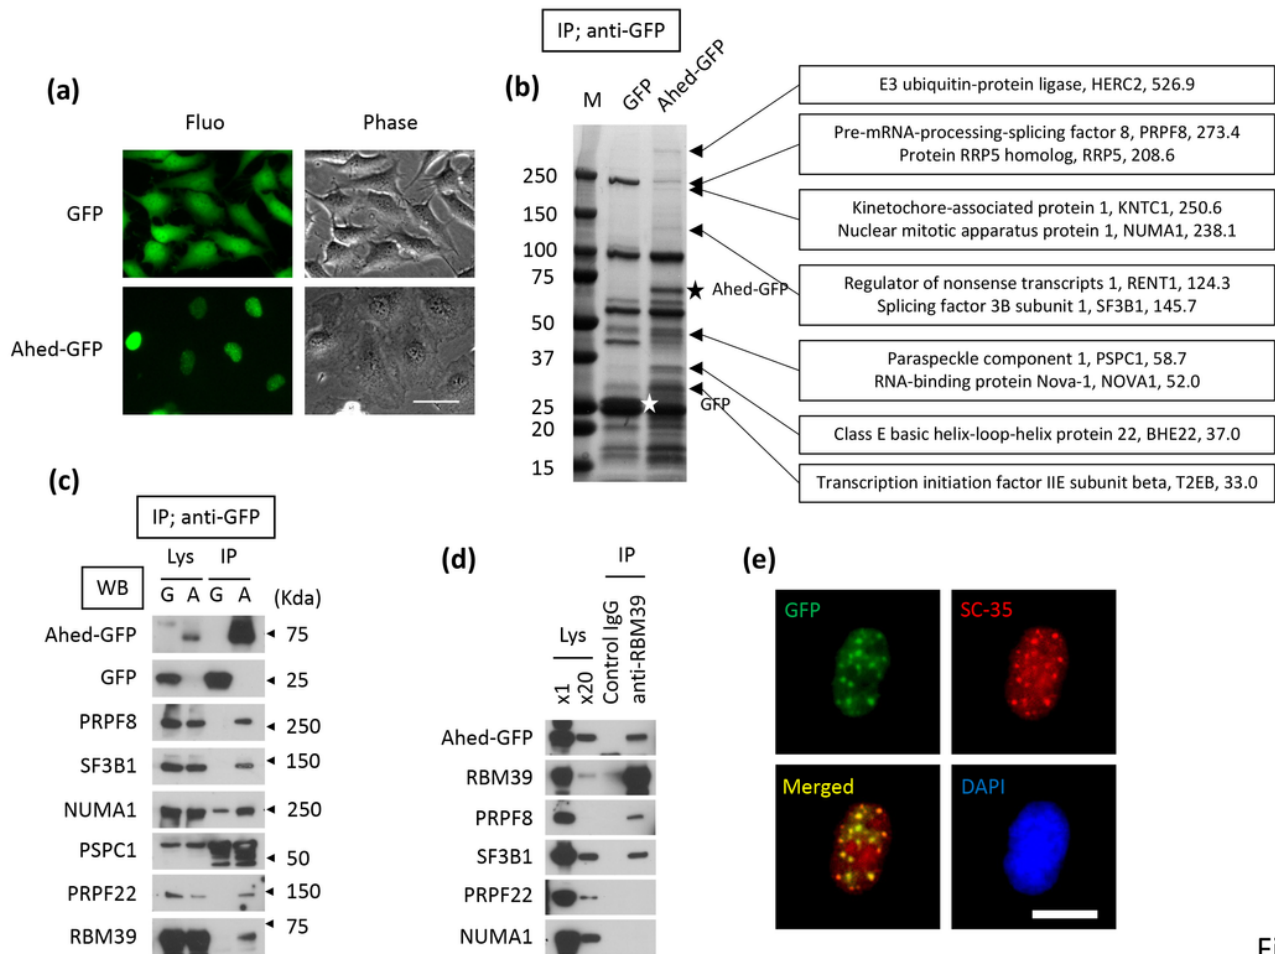 IP; anti-GFP
(a)
Fluo Phase
GFP
Ahed-GFP
(b)
M GFP Ahed-GFP
250
150
100
75
50
37
25
20
15
Ahed-GFP
GFP
E3 ubiquitin-protein ligase, HERC2, 526.9
Pre-mRNA-processing-splicing factor 8, PRPF8, 273.4
Protein RRP5 homolog, RRP5, 208.6
Kinetochore-associated protein 1, KNTC1, 250.6
Nuclear mitotic apparatus protein 1, NUMA1, 238.1
Regulator of nonsense transcripts 1, RENT1, 124.3
Splicing factor 3B subunit 1, SF3B1, 145.7
Paraspeckle component 1, PSPC1, 58.7
RNA-binding protein Nova-1, NOVA1, 52.0
Class E basic helix-loop-helix protein 22, BHE22, 37.0
Transcription initiation factor IIE subunit beta, T2EB, 33.0
(c)
IP; anti-GFP
Lys IP
WB G A G A (Kda)
Ahed-GFP 75
GFP 25
PRPF8 250
SF3B1 150
NUMA1 250
PSPC1 50
PRPF22 150
RBM39 75
(d)
IP
Lys
x1 x20 Control IgG anti-RBM39
Ahed-GFP
RBM39
PRPF8
SF3B1
PRPF22
NUMA1
(e)
GFP SC-35
Merged DAPI